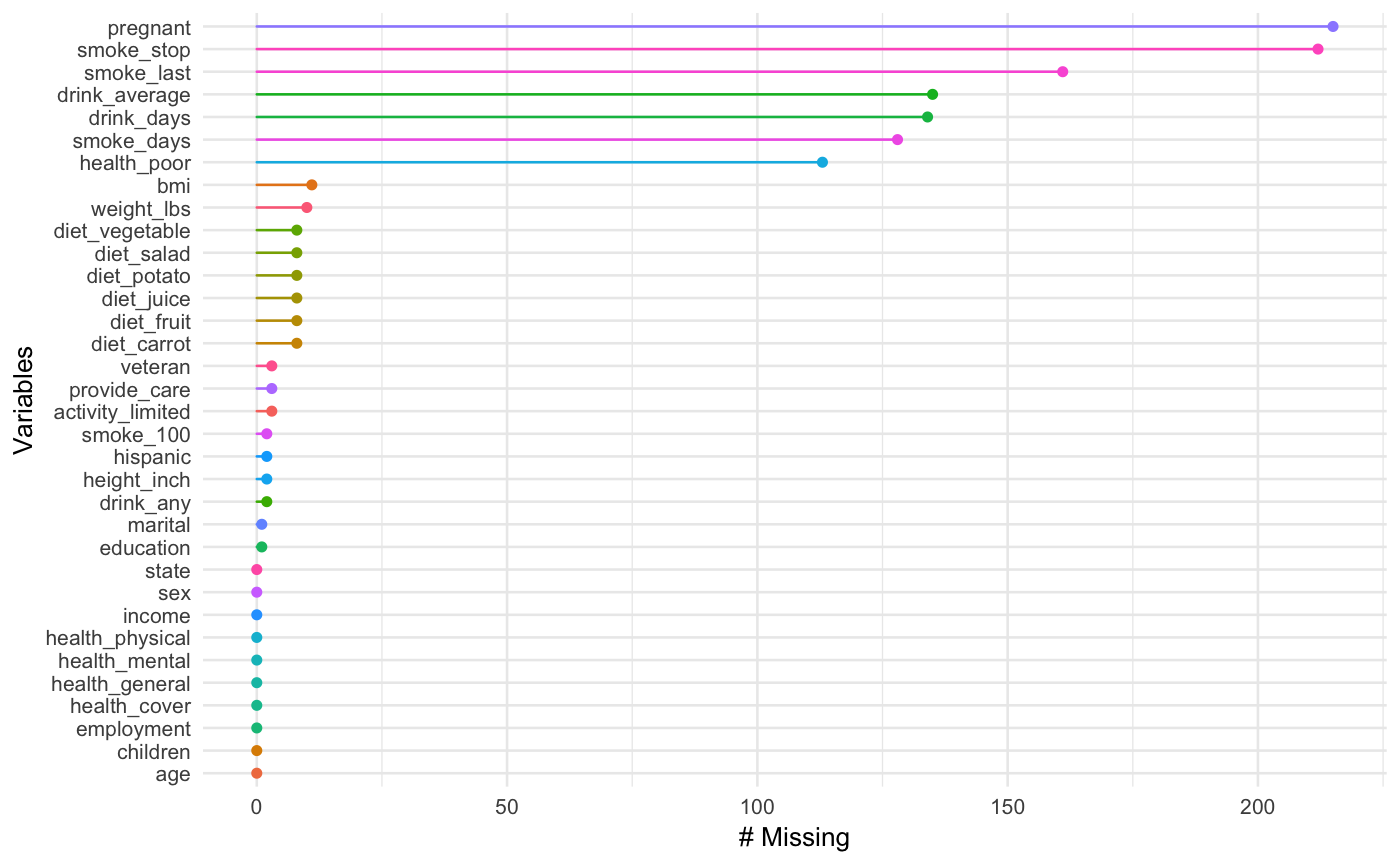 pregnant
smoke_stop
smoke_last
drink_average
drink_days
smoke_days
health_poor
bmi
weight_lbs
diet_vegetable
diet_salad
diet_potato
diet_juice
diet_fruit
diet_carrot
veteran
provide_care
activity_limited
smoke_100
hispanic
height_inch
drink_any
marital
education
state
sex
income
health_physical
health_mental
health_general
health_cover
employment
children
age
Variables
0 50 100 150 200
# Missing